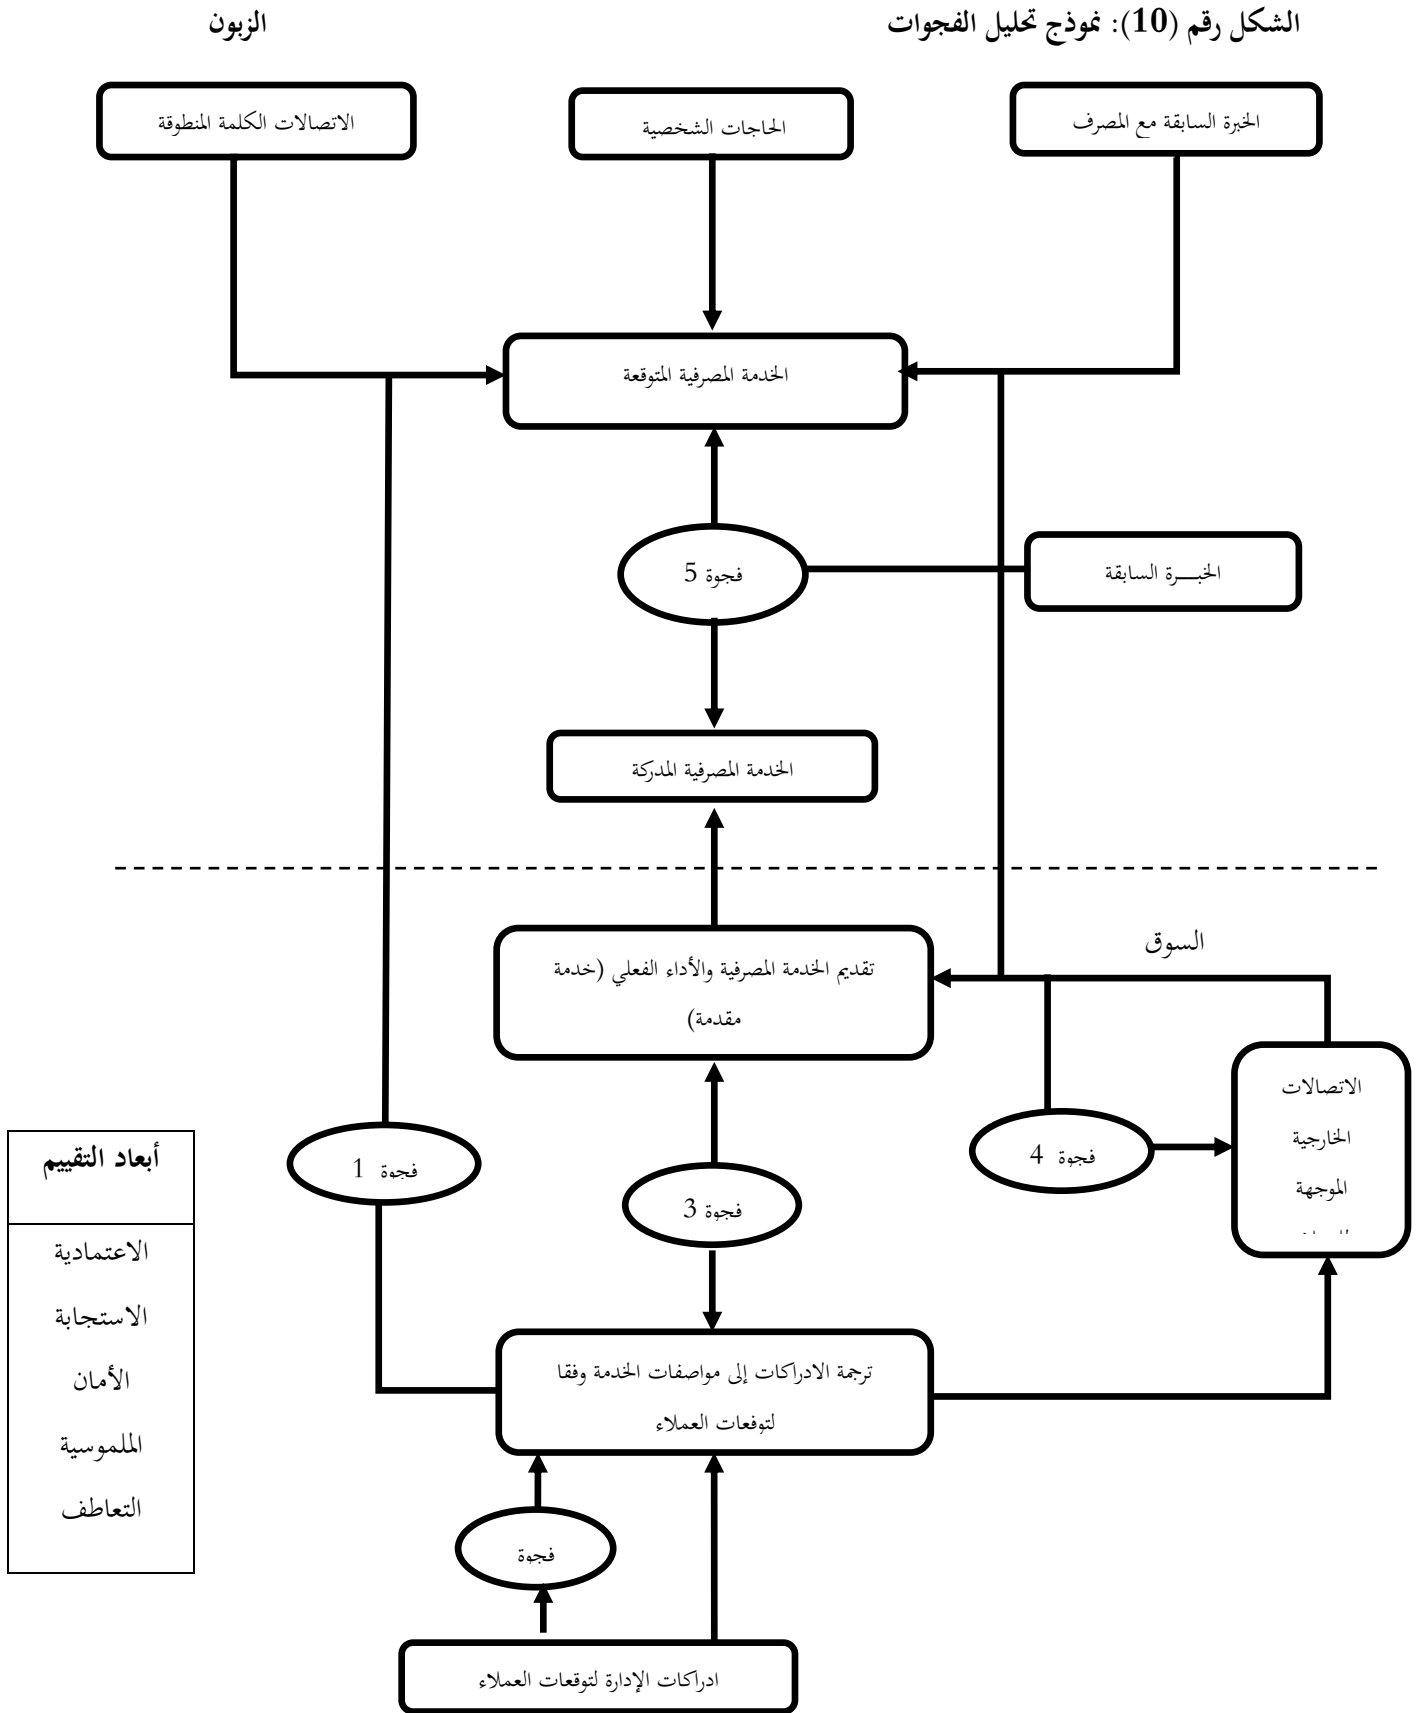 الشكل رقم (10): نموذج تحليل الفجوات
الزبون
الخبرة السابقة مع المصرف
الحاجات الشخصية
الاتصالات الكلمة المنطوقة
الخدمة المصرفية المتوقعة
فجوة 5
الخبـــرة السابقة
الخدمة المصرفية المدركة
السوق
تقديم الخدمة المصرفية والأداء الفعلي (خدمة
مقدمة)
الاتصالات
الخارجية
الموجهة
فجوة 4
فجوة 3
فجوة 1
أبعاد التقييم
الاعتمادية
الاستجابة
الأمان
الملموسية
التعاطف
ترجمة الادراكات إلى مواصفات الخدمة وفقا
لتوقعات العملاء
فجوة
ادراكات الإدارة لتوقعات العملاء